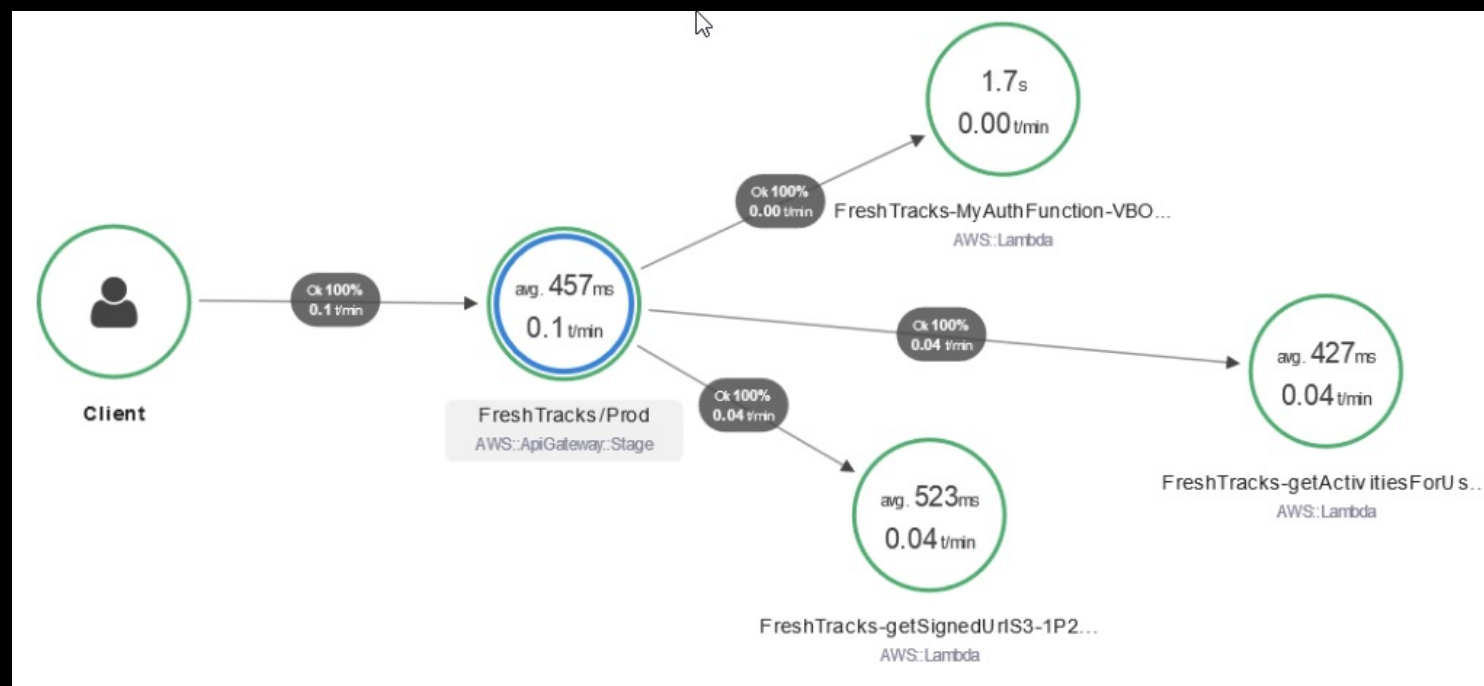 1.7s
0.00 t/min
Ok 100%
0.00 t/min
FreshTracks-MyAuthFunction-VBO...
AWS::Lambda
Ok 100%
0.1 t/min
avg. 457ms
0.1 t/min
Ok 100%
0.04 t/min
avg. 427ms
0.04 t/min
Client
FreshTracks/Prod
AWS::ApiGateway::Stage
Ok 100%
0.04 t/min
FreshTracks-getActivitiesForUs...
AWS::Lambda
avg. 523ms
0.04 t/min
FreshTracks-getSignedUrlS3-1P2...
AWS::Lambda